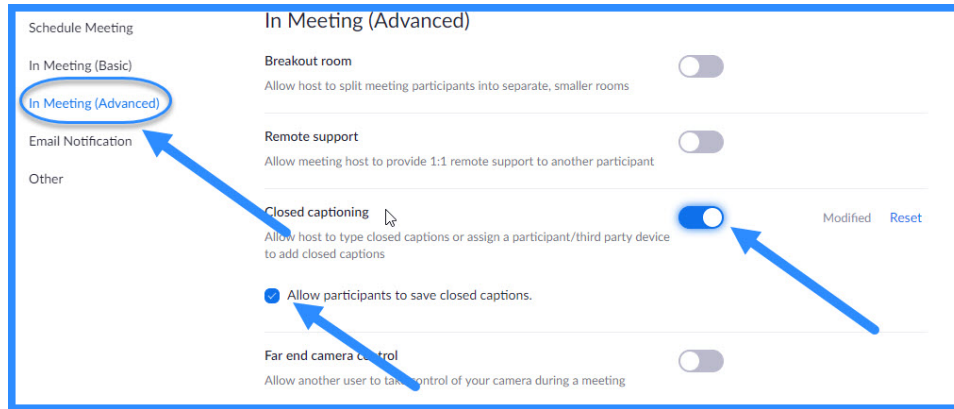 Schedule Meeting
In Meeting (Basic)
In Meeting (Advanced)
Email Notification
Other
In Meeting (Advanced)
Breakout room
Allow host to split meeting participants into separate, smaller rooms
Remote support
Allow meeting host to provide 1:1 remote support to another participant
Closed captioning
Modified Reset
Allow host to type closed captions or assign a participant/third party device
to add closed captions
Allow participants to save closed captions.
Far end camera control
Allow another user to take control of your camera during a meeting